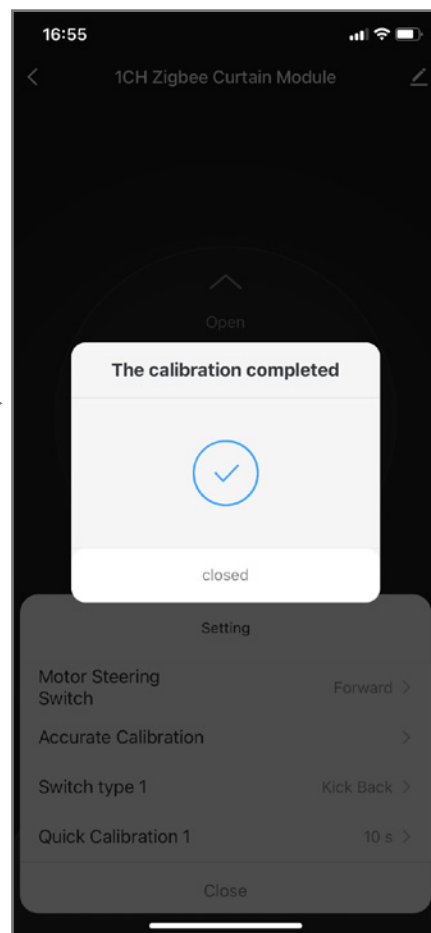 16:55
1CH Zigbee Curtain Module
Open
The calibration completed
closed
Setting
Motor Steering
Switch
Forward
Accurate Calibration
Switch type 1
Kick Back
Quick Calibration 1
10 s
Close